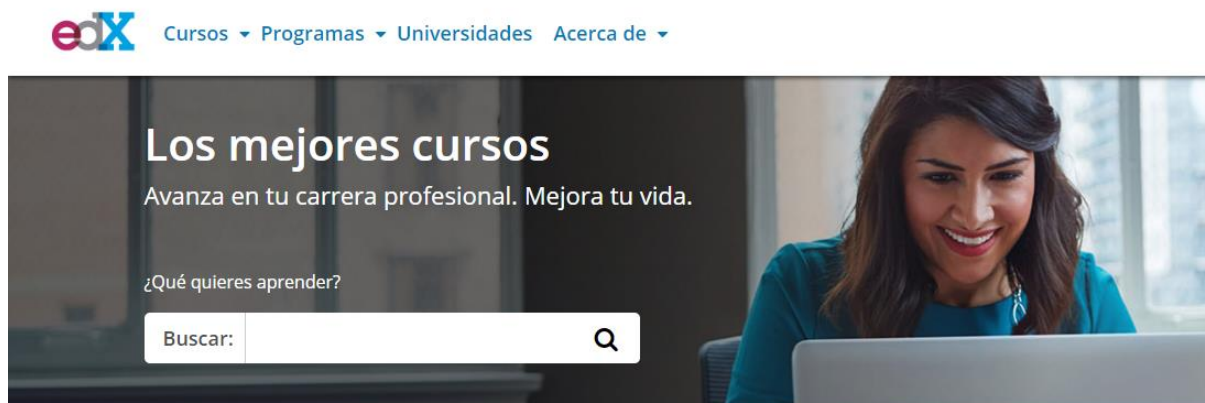 edX Cursos Programas Universidades Acerca de
Los mejores cursos
Avanza en tu carrera profesional. Mejora tu vida.
¿Qué quieres aprender?
Buscar: